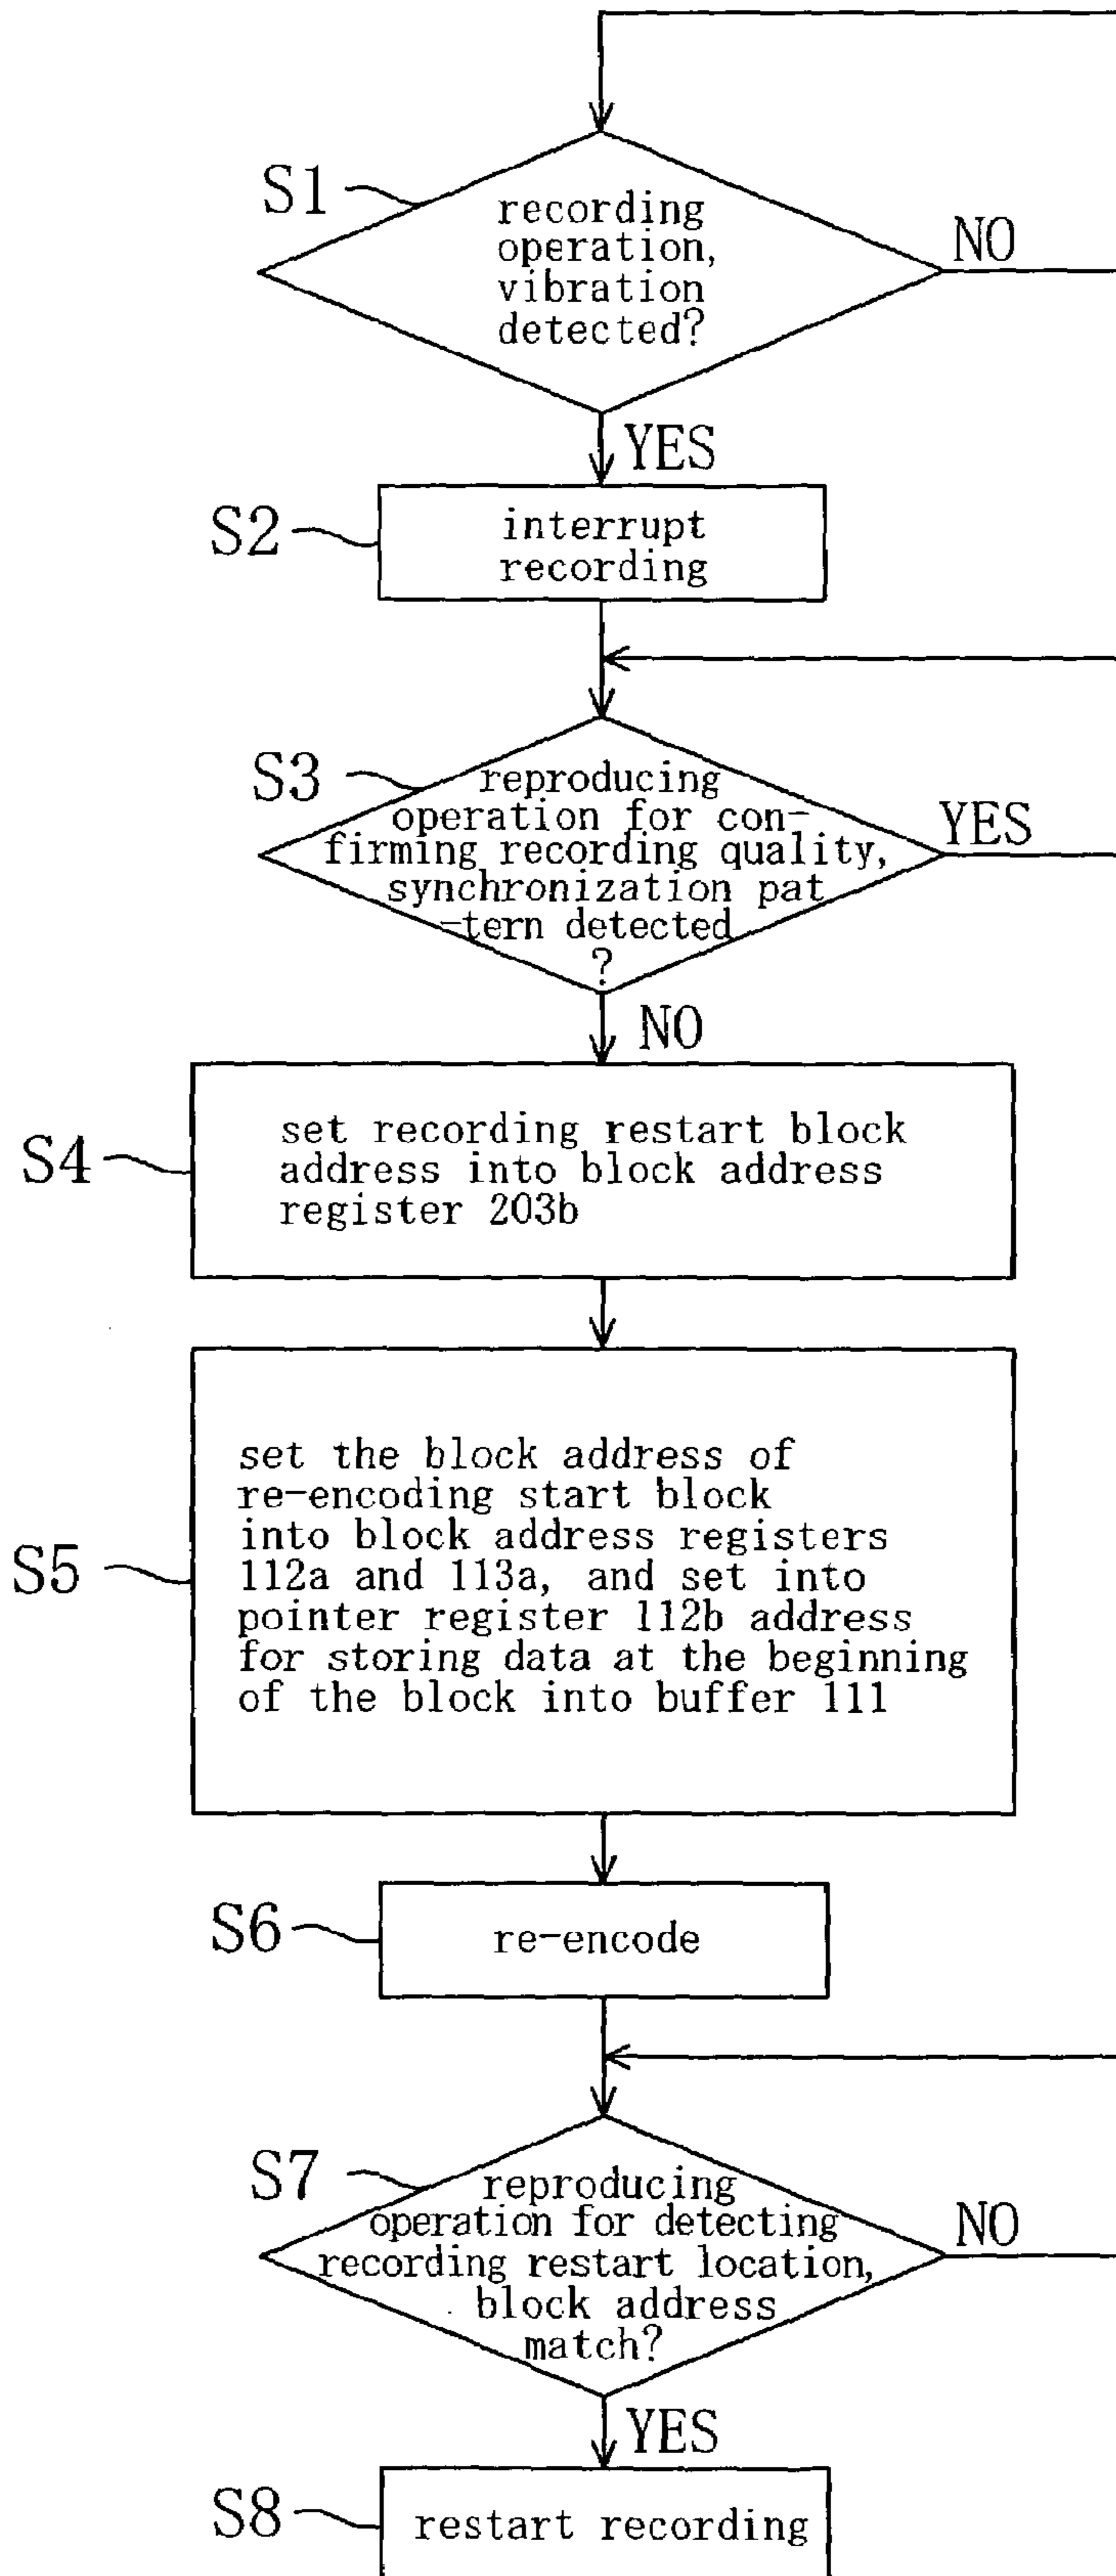 S1
recording
operation,
vibration
detected?
NO
YES
S2
interrupt
recording
S3
reproducing
operation for con-
firming recording quality,
synchronization pat
-tern detected
?
YES
NO
S4
set recording restart block
address into block address
register 203b
S5
set the block address of
re-encoding start block
into block address registers
112a and 113a, and set into
pointer register 112b address
for storing data at the beginning
of the block into buffer 111
S6
re-encode
S7
reproducing
operation for detecting
recording restart location,
block address
match?
NO
YES
S8
restart recording